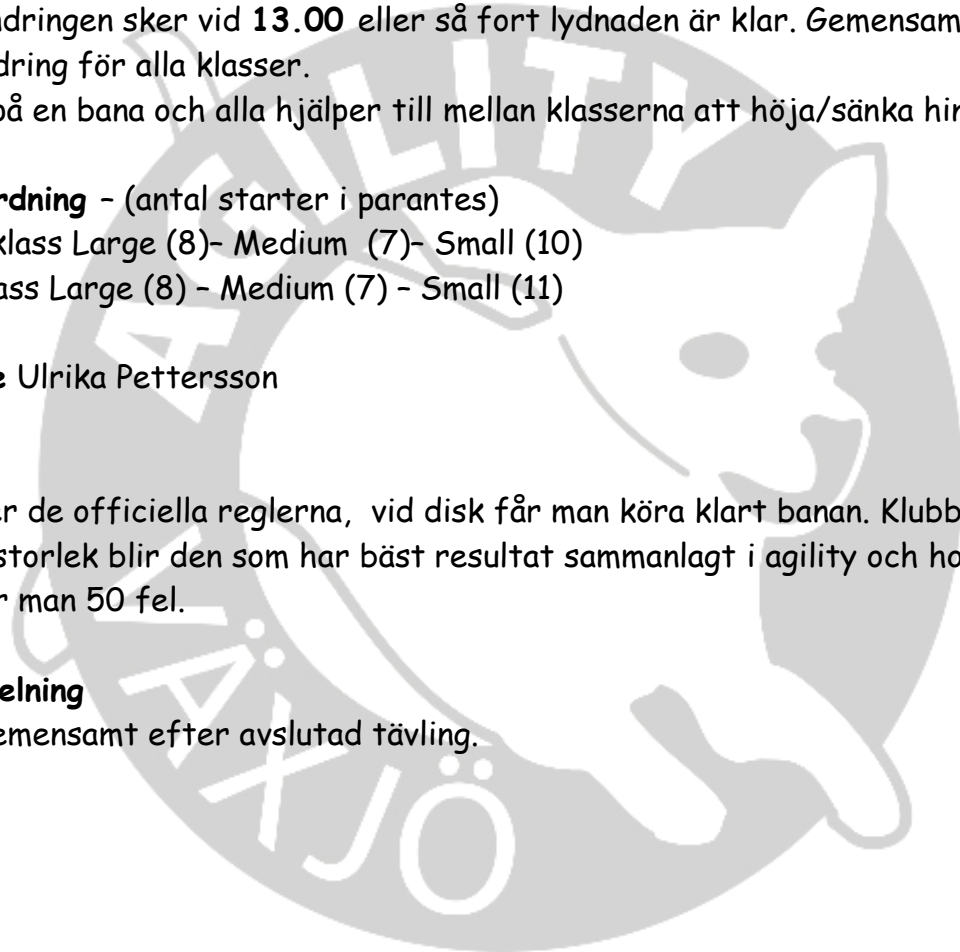 ndringen sker vid 13.00 eller så fort lydnaden är klar. Gemensam
dring för alla klasser.
på en bana och alla hjälper till mellan klasserna att höja/sänka hin
rdning – (antal starter i parantes)
klass Large (8)– Medium (7)– Small (10)
ass Large (8) – Medium (7) – Small (11)
e Ulrika Pettersson
er de officiella reglerna, vid disk får man köra klart banan. Klubb
storlek blir den som har bäst resultat sammanlagt i agility och ho
r man 50 fel.
elning
emensamt efter avslutad tävling.
AGILITY
VÄXJÖ